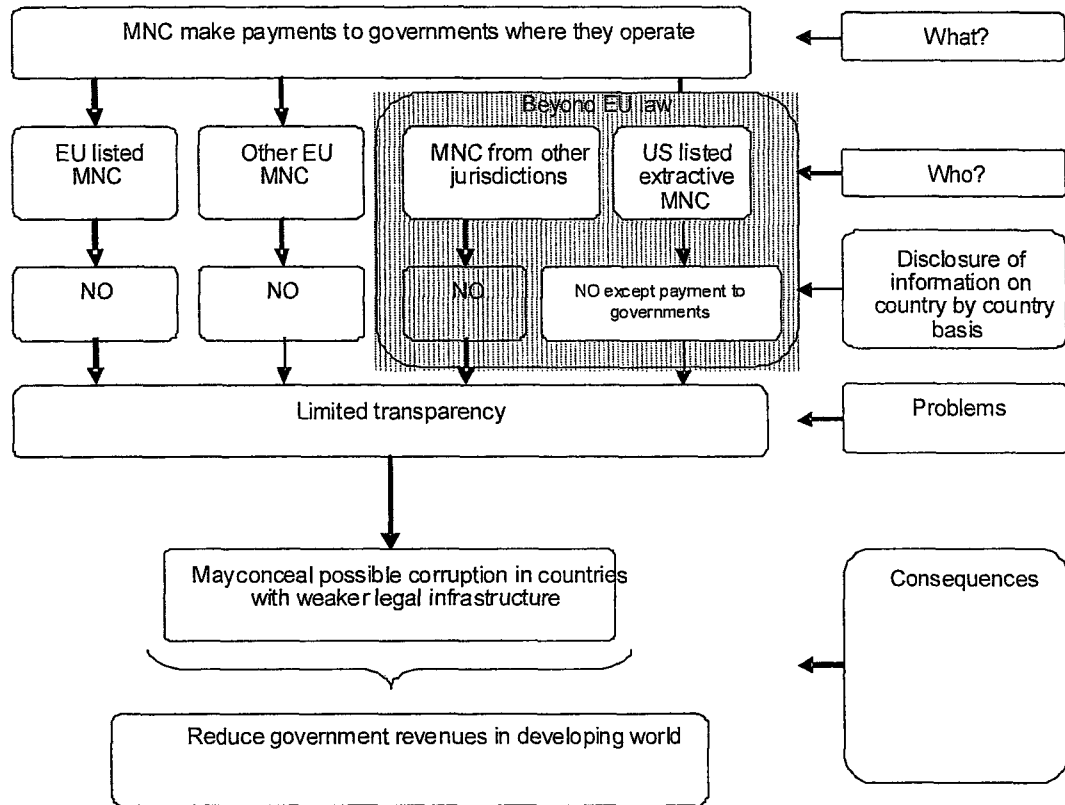 MNC make payments to governments where they operate
What?
Beyond EU law
EU listed
MNC
Other EU
MNC
MNC from other
jurisdictions
US listed
extractive
MNC
Who?
NO
NO
NO
NO except payment to
governments
Disclosure of
information on
country by country
basis
Limited transparency
Problems
Mayconceal possible corruption in countries
with weaker legal infrastructure
Consequences
Reduce government revenues in developing world